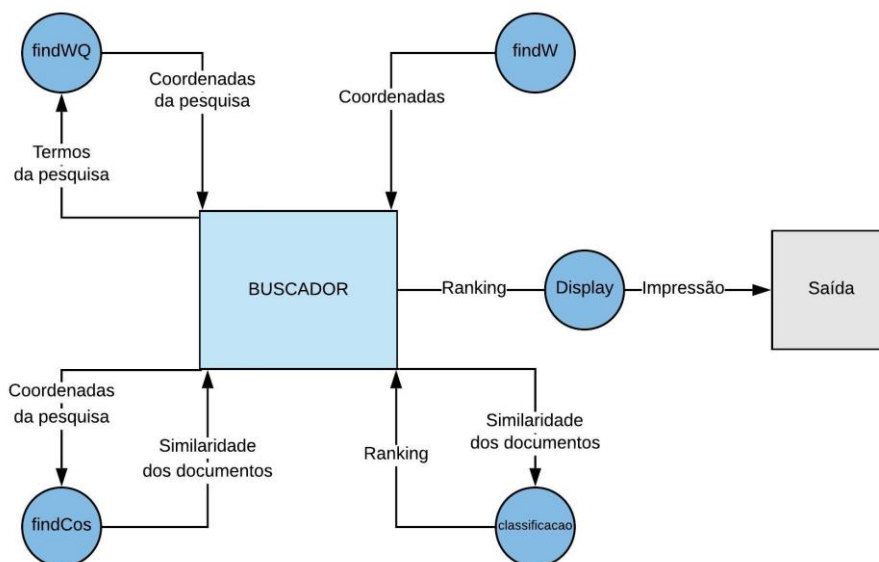 findWQ
findW
Coordenadas
da pesquisa
Coordenadas
Termos
da pesquisa
BUSCADOR
Ranking
Display
Impressão
Saída
Coordenadas
da pesquisa
Similaridade
dos documentos
Ranking
Similaridade
dos documentos
findCos
classificacao